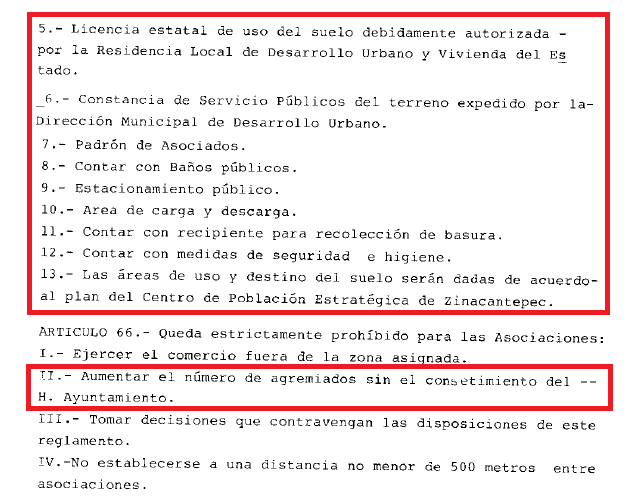 5.- Licencia estatal de uso del suelo debidamente autorizada -
por la Residencia Local de Desarrollo Urbano y Vivienda del Es
tado.
_6.- Constancia de Servicio Públicos del terreno expedido por la-
Dirección Municipal de Desarrollo Urbano.
7.- Padrón de Asociados.
8.- Contar con Baños públicos.
9.- Estacionamiento público.
10.- Area de carga y descarga.
11.- Contar con recipiente para recolección de basura.
12.- Contar con medidas de seguridad e higiene.
13.- Las áreas de uso y destino del suelo serán dadas de acuerdo-
al plan del Centro de Población Estratégica de Zinacantepec.
ARTICULO 66.- Queda estrictamente prohíbido para las Asociaciones:
I.- Ejercer el comercio fuera de la zona asignada.
II.- Aumentar el número de agremiados sin el consetimiento del --
H. Ayuntamiento.
III.- Tomar decisiones que contravengan las disposiciones de este
reglamento.
IV.-No establecerse a una distancia no menor de 500 metros entre
asociaciones.